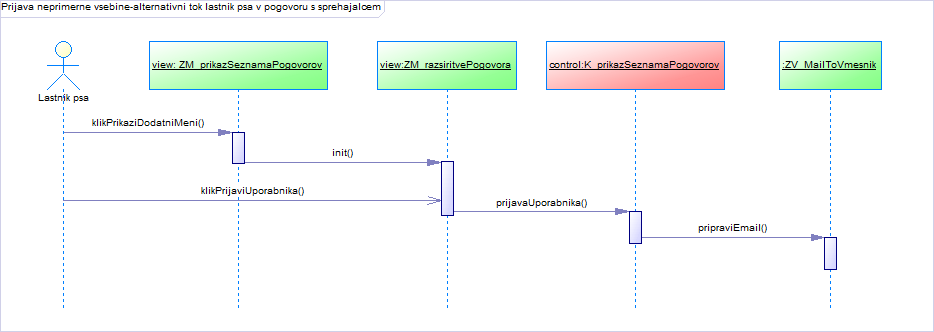 Prijava neprimerne vsebine-alternativni tok lastnik psa v pogovoru s sprehajalcem
view: ZM_prikazSeznamaPogovorov
view:ZM_razsiritvePogovora
control:K_prikazSeznamaPogovorov
:ZV_MailToVmesnik
Lastnik psa
klikPrikaziDodatniMeni()
init()
klikPrijaviUporabnika()
prijavaUporabnika()
pripraviEmail()